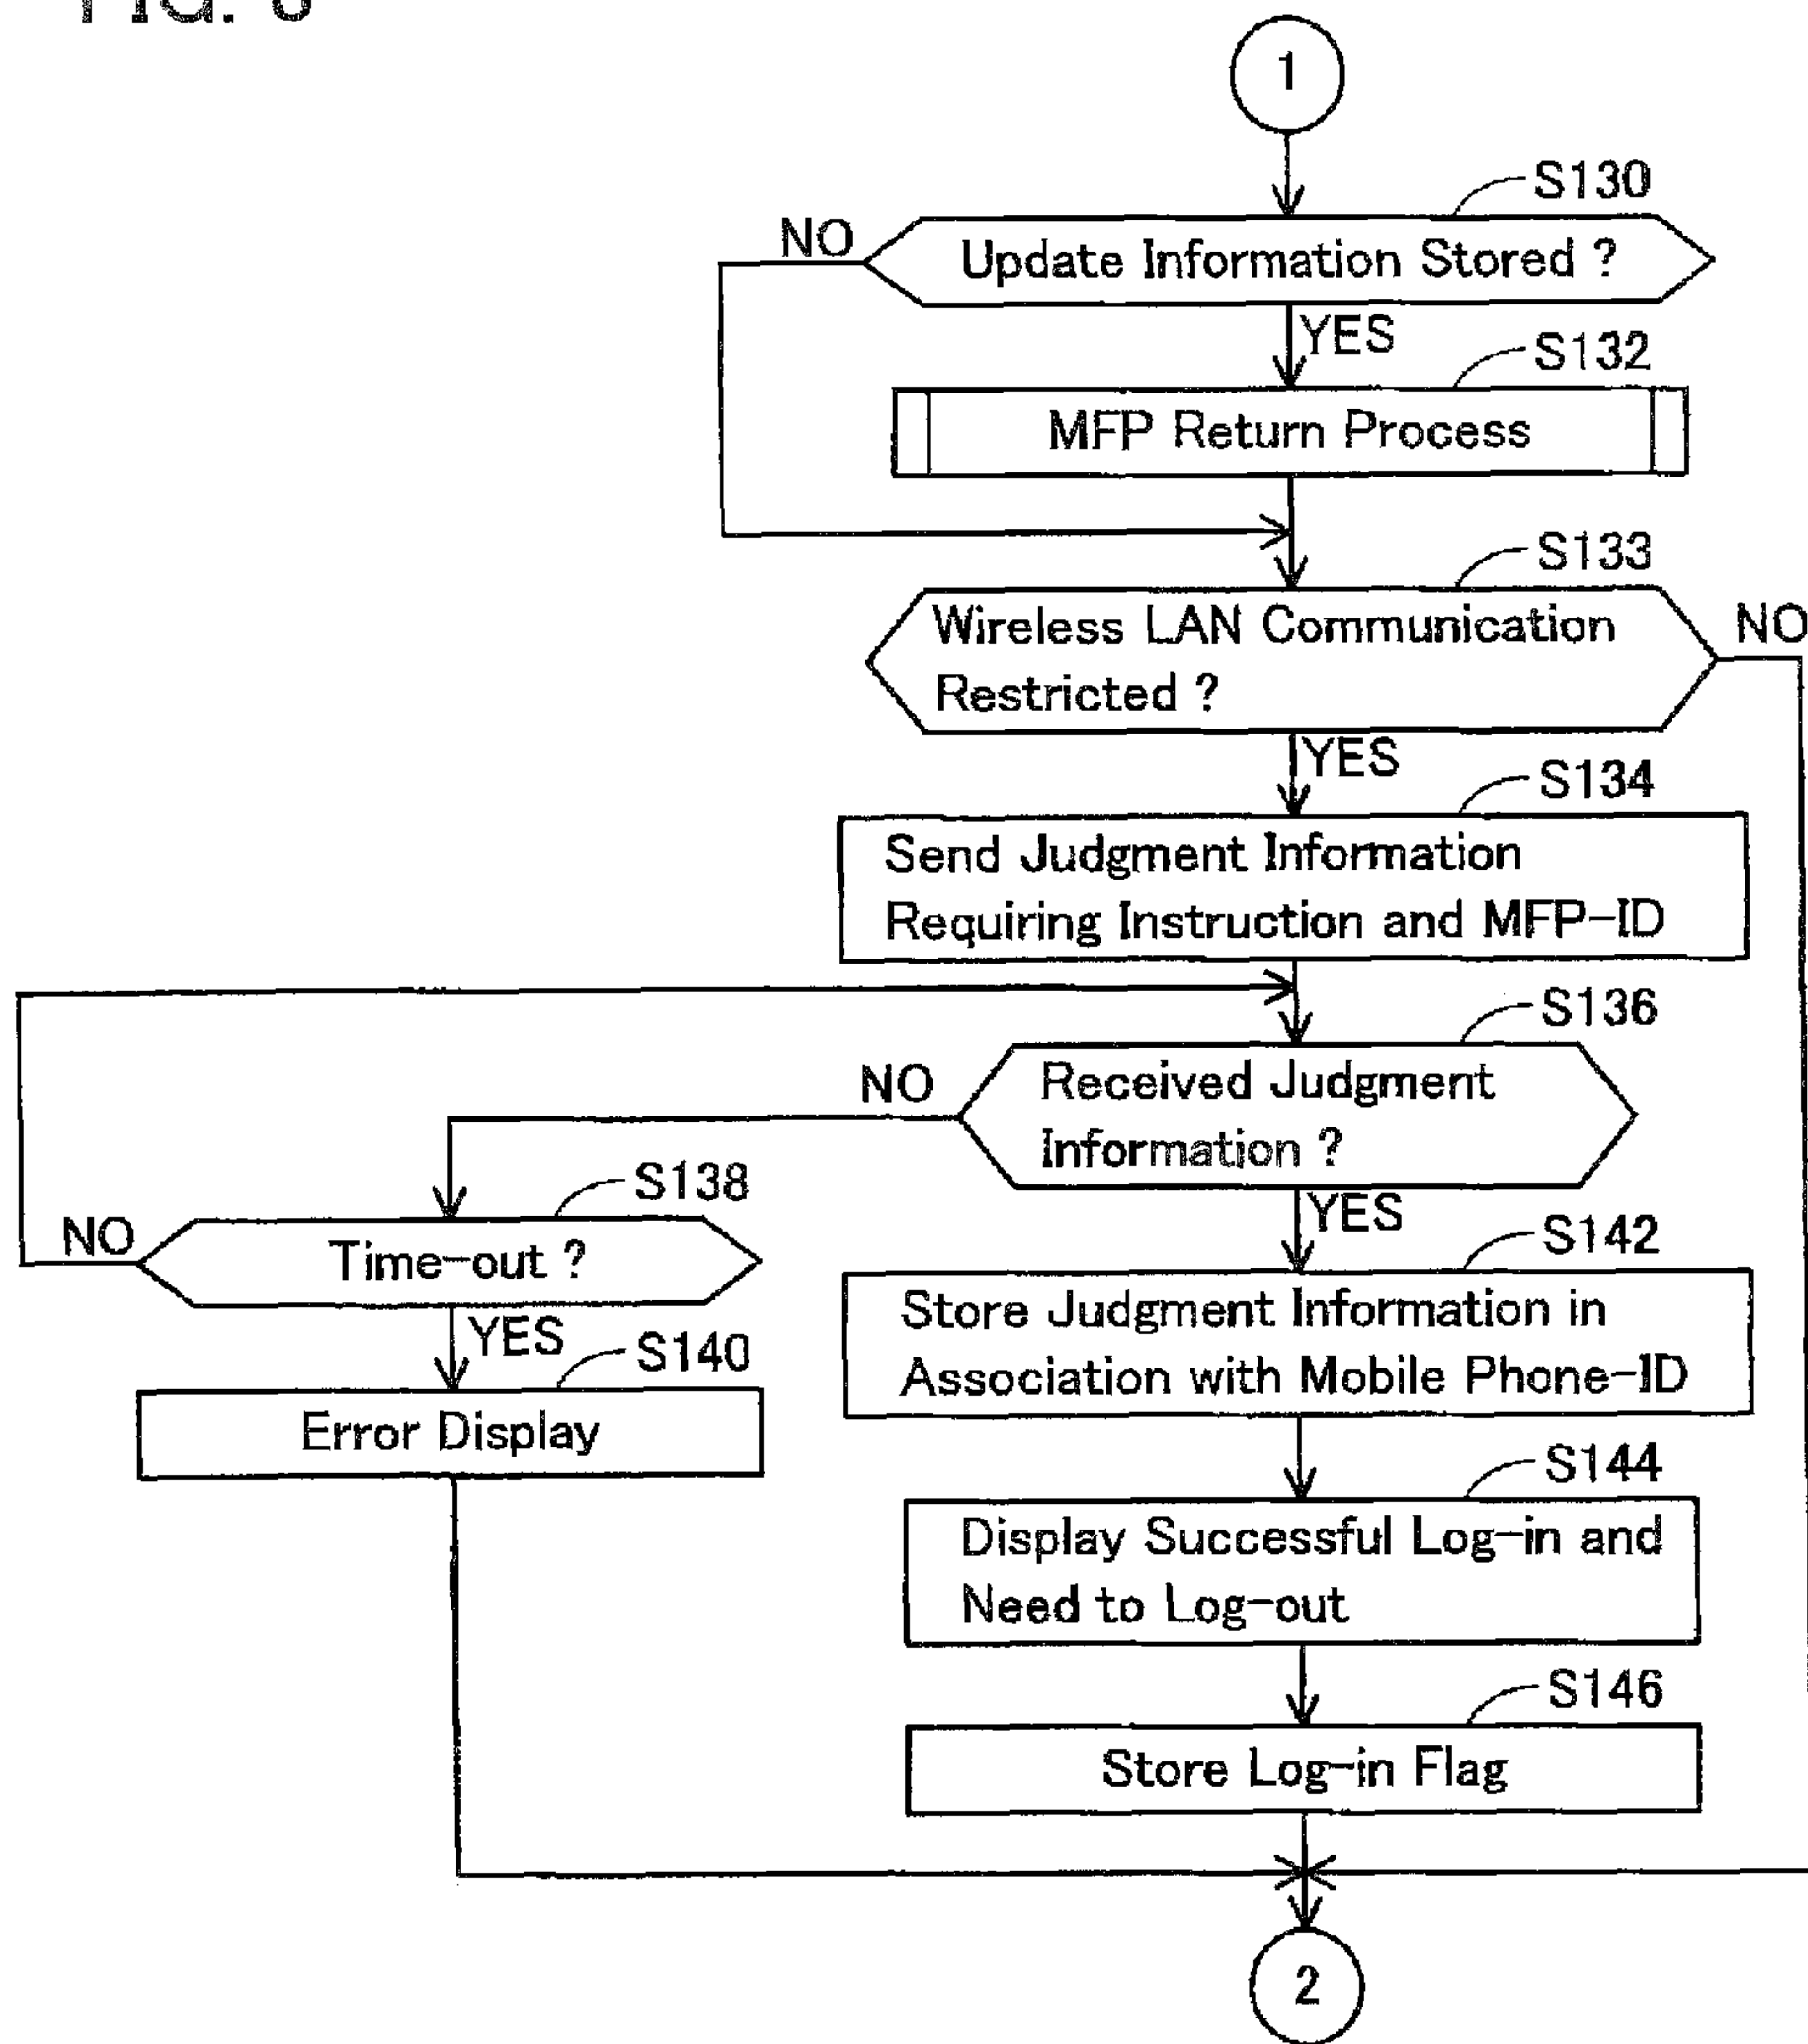 FIG.
1
S130
NO
Update Information Stored ?
YES
S132
MFP Return Process
S133
Wireless LAN Communication
Restricted ?
NO
YES
S134
Send Judgment Information
Requiring Instruction and MFP-ID
S136
NO
Received Judgment
Information ?
S138
NO
Time-out ?
YES
S142
Store Judgment Information in
Association with Mobile Phone-ID
YES
S140
Error Display
S144
Display Successful Log-in and
Need to Log-out
S146
Store Log-in Flag
2